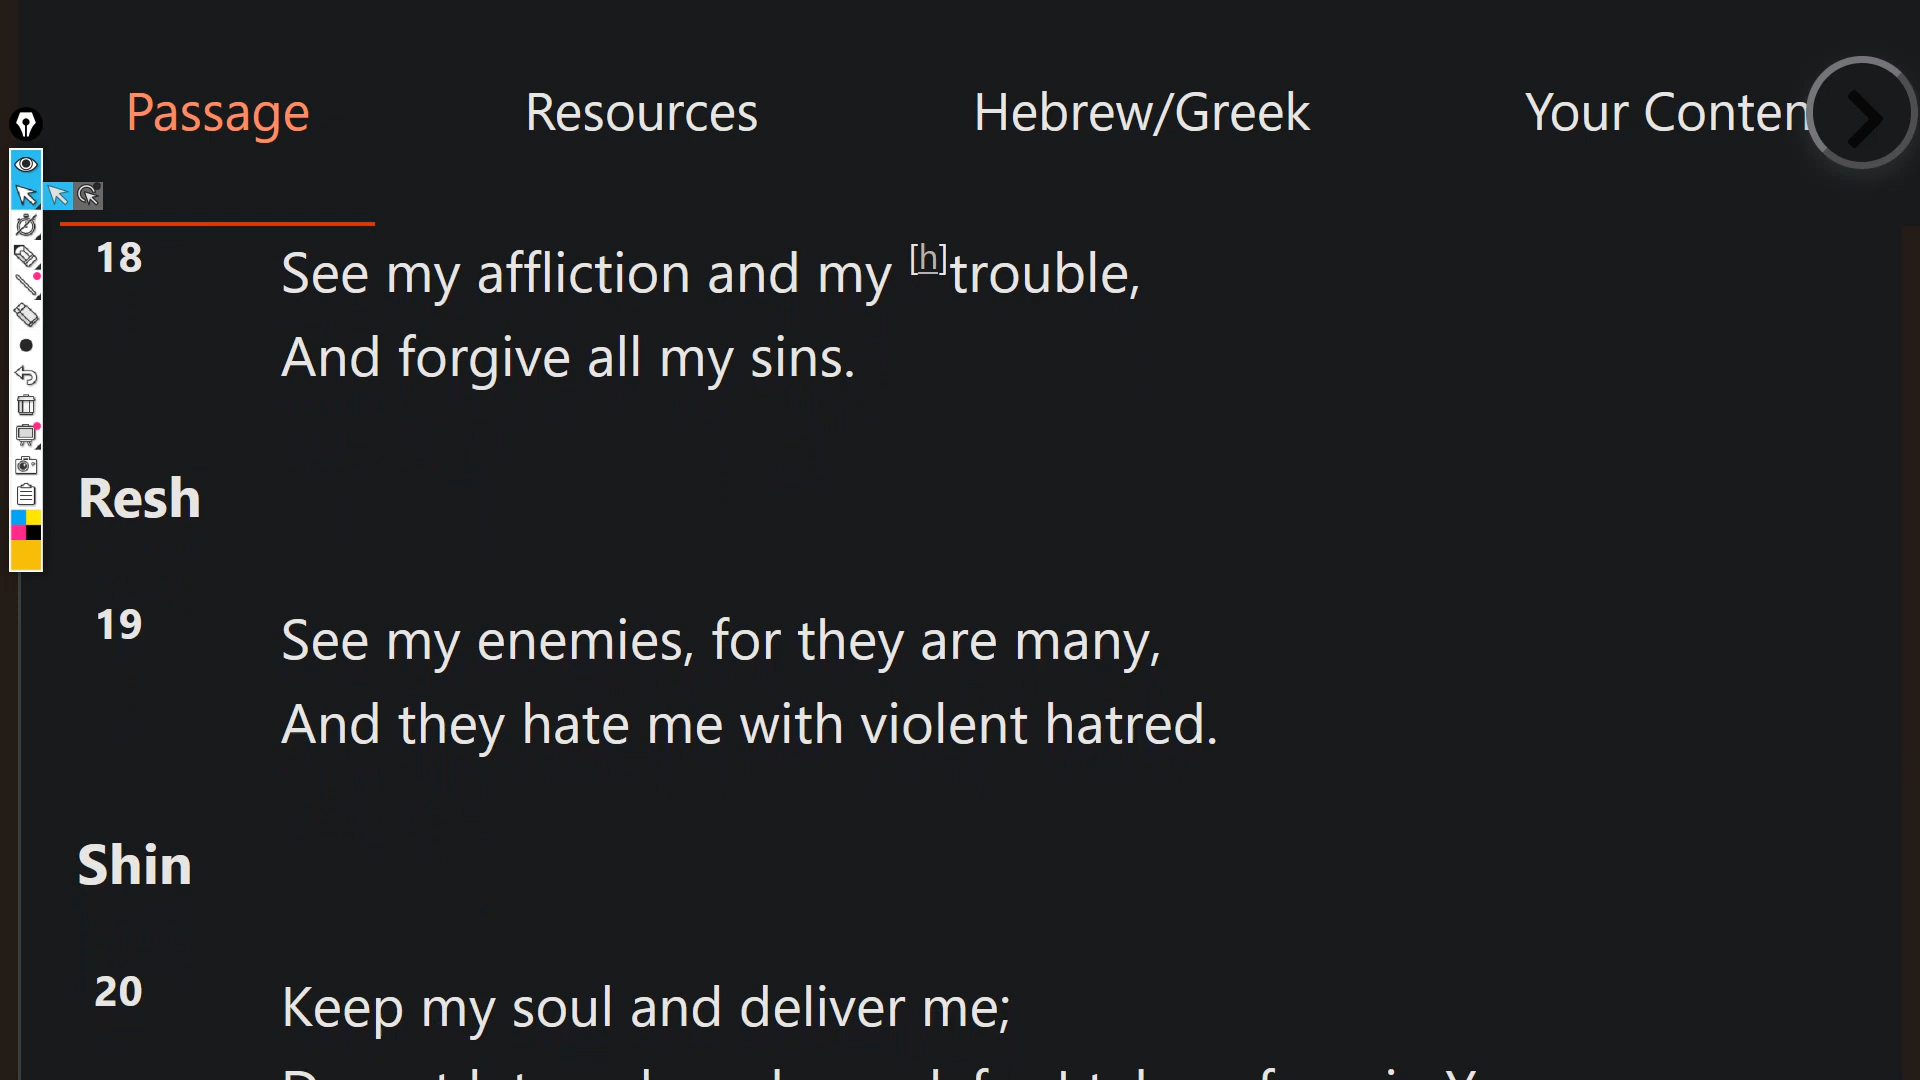 Passage Resources Hebrew/Greek Your Conten
18 See my affliction and my [h]trouble,
And forgive all my sins.
Resh
19 See my enemies, for they are many,
And they hate me with violent hatred.
Shin
20 Keep my soul and deliver me;